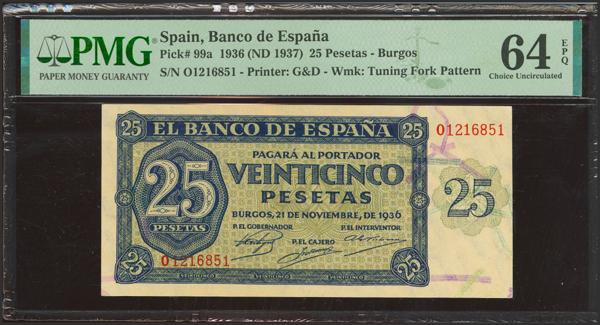 PMG
PAPER MONEY GUARANTY
Spain, Banco de España
Pick# 99a 1936 (ND 1937) 25 Pesetas - Burgos
S/N O1216851 - Printer: G&D - Wmk: Tuning Fork Pattern
64 EPQ
Choice Uncirculated
25
EL BANCO DE ESPAÑA
25
O1216851
PAGARÁ AL PORTADOR
25
PESETAS
VEINTICINCO
PESETAS
25
BURGOS, 21 DE NOVIEMBRE, DE 1936
P. EL GOBERNADOR
P. EL INTERVENTOR
P. EL CAJERO
O1216851
25
25